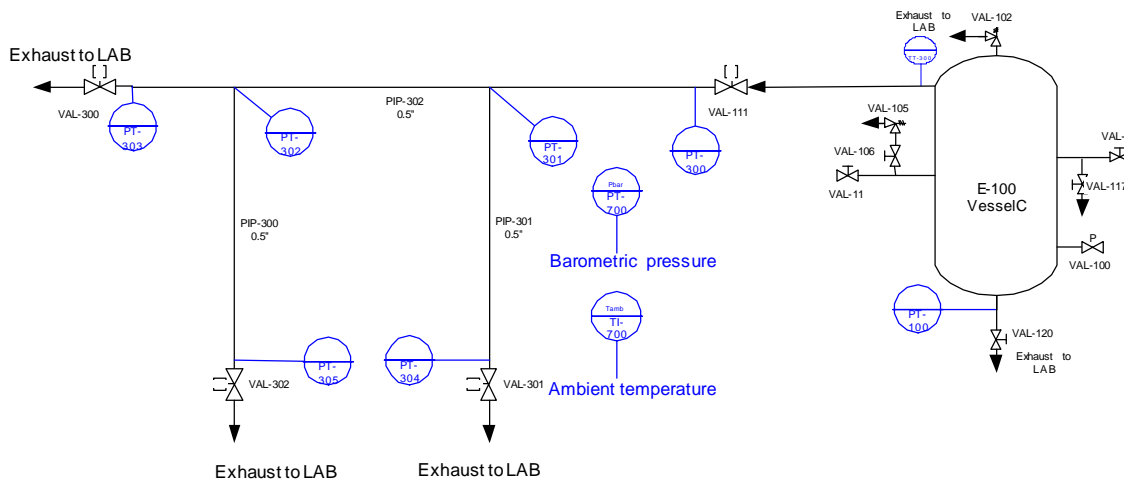 Exhaust to LAB
VAL-102
Exhaust to LAB
TT-300
VAL-300
PT-303
PT-302
PIP-302
0.5"
PT-301
PT-300
VAL-111
VAL-105
VAL-106
VAL-11
E-100
VesselC
VAL-
VAL-117
P
VAL-100
Pbar
PT-700
Barometric pressure
PIP-300
0.5"
PIP-301
0.5"
Tamb
TI-700
Ambient temperature
PT-100
VAL-120
Exhaust to LAB
PT-305
PT-304
VAL-302
VAL-301
Exhaust to LAB
Exhaust to LAB